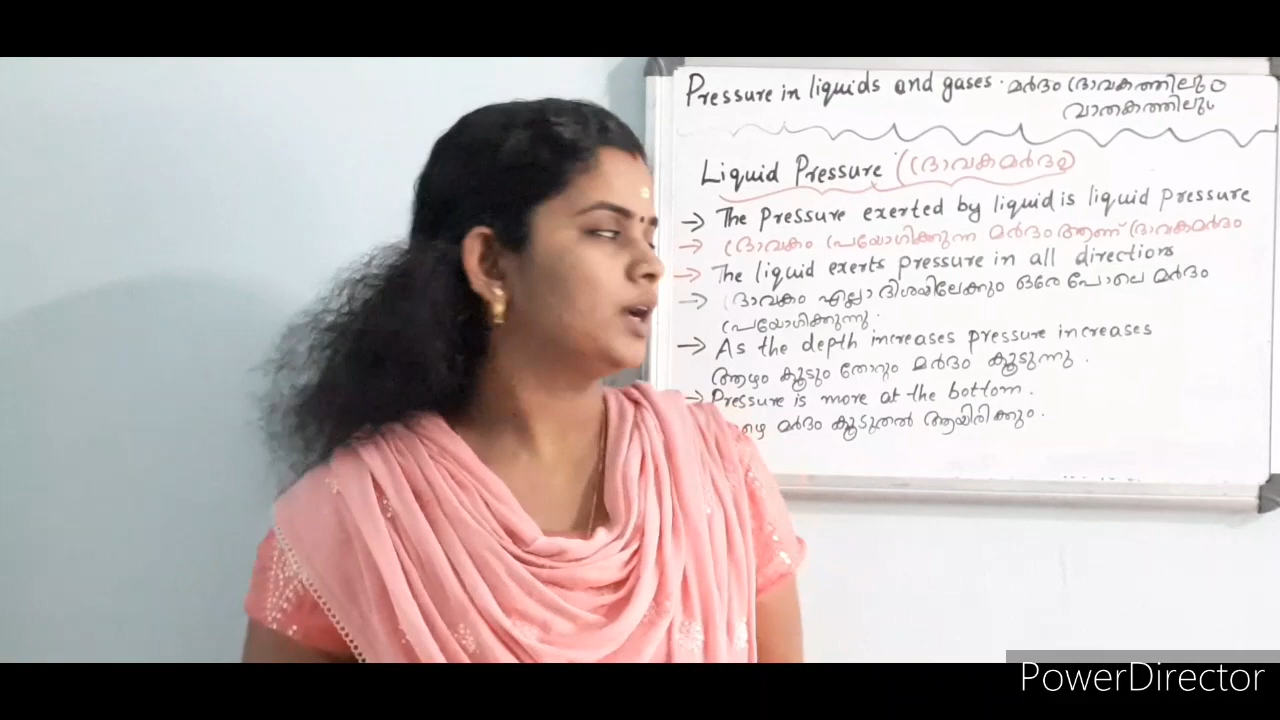 Pressure in liquids and gases. മർദം ദ്രാവകത്തിലും
വാതകത്തിലും
Liquid Pressure (ദ്രാവകമർദം)
→ The pressure exerted by liquid is liquid pressure
→ ദ്രാവകം പ്രയോഗിക്കുന്ന മർദം ആണ് ദ്രാവകമർദം
→ The liquid exerts pressure in all directions
→ ദ്രാവകം എല്ലാ ദിശയിലേക്കും ഒരേ പോലെ മർദം
പ്രയോഗിക്കുന്നു.
→ As the depth increases pressure increases
ആഴം കൂടും തോറും മർദം കൂടുന്നു.
→ Pressure is more at the bottom.
മർദം കൂടുതൽ ആയിരിക്കും.
PowerDirector